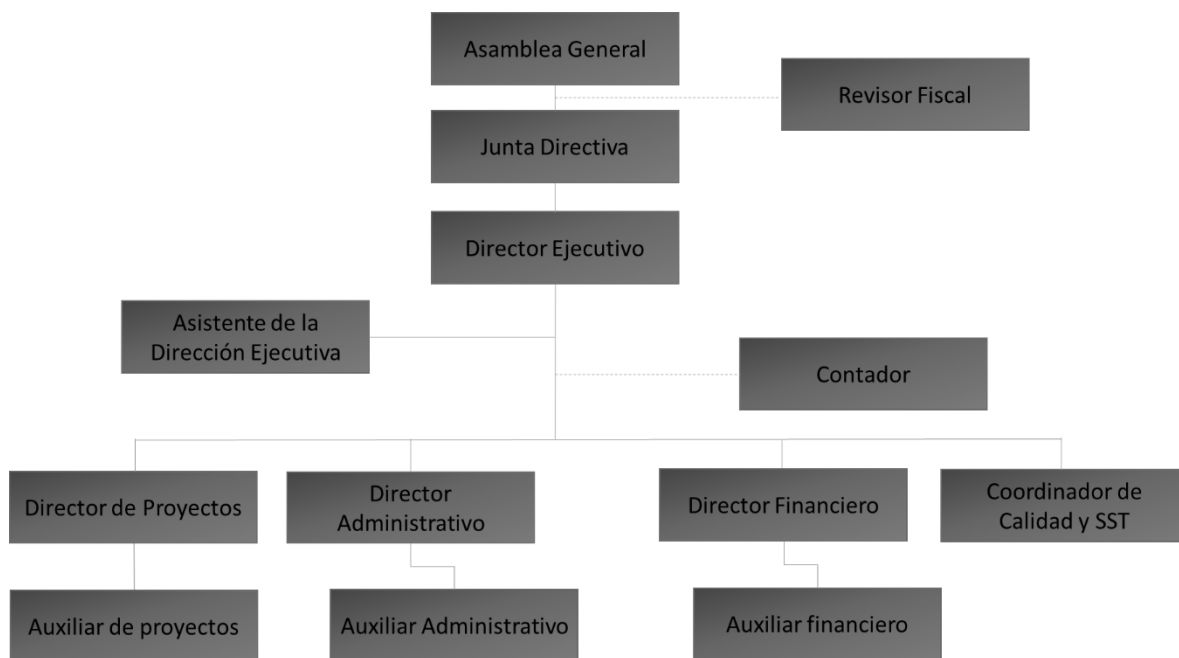 Asamblea General
Revisor Fiscal
Junta Directiva
Director Ejecutivo
Asistente de la
Dirección Ejecutiva
Contador
Director de Proyectos
Director
Administrativo
Director Financiero
Coordinador de
Calidad y SST
Auxiliar de proyectos
Auxiliar Administrativo
Auxiliar financiero